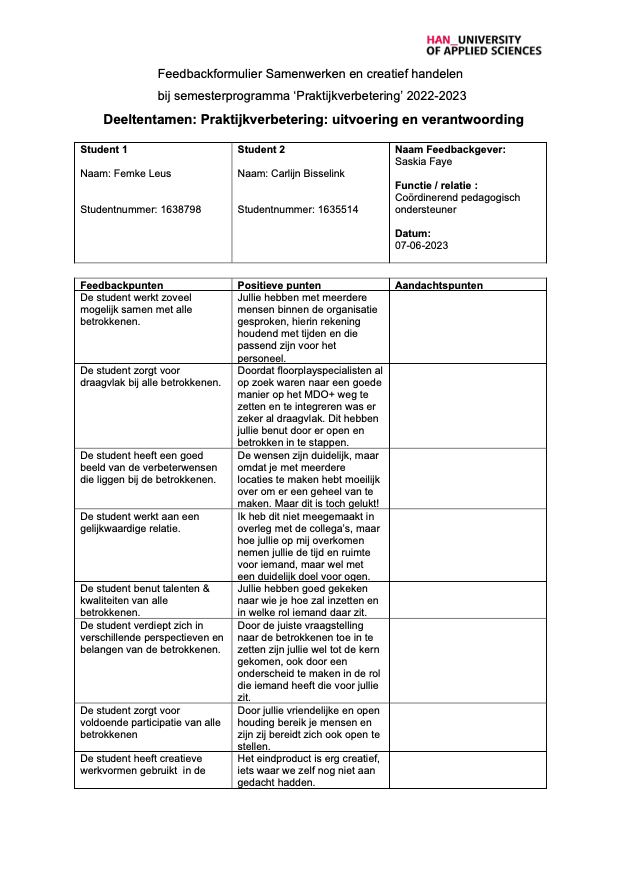 HAN_UNIVERSITY
OF APPLIED SCIENCES
Feedbackformulier Samenwerken en creatief handelen
bij semesterprogramma ‘Praktijkverbetering’ 2022-2023
Deeltentamen: Praktijkverbetering: uitvoering en verantwoording
Student 1
Naam: Femke Leus
Studentnummer: 1638798
Student 2
Naam: Carlijn Bisselink
Studentnummer: 1635514
Naam Feedbackgever:
Saskia Faye
Functie / relatie :
Coördinerend pedagogisch
ondersteuner
Datum:
07-06-2023
Feedbackpunten
Positieve punten
Aandachtspunten
De student werkt zoveel
mogelijk samen met alle
betrokkenen.
Jullie hebben met meerdere
mensen binnen de organisatie
gesproken, hierin rekening
houdend met tijden en die
passend zijn voor het
personeel.
De student zorgt voor
draagvlak bij alle betrokkenen.
Doordat floorplayspecialisten al
op zoek waren naar een goede
manier op het MDO+ weg te
zetten en te integreren was er
zeker al draagvlak. Dit hebben
jullie benut door er open en
betrokken in te stappen.
De student heeft een goed
beeld van de verbeterwensen
die liggen bij de betrokkenen.
De wensen zijn duidelijk, maar
omdat je met meerdere
locaties te maken hebt moeilijk
over om er een geheel van te
maken. Maar dit is toch gelukt!
De student werkt aan een
gelijkwaardige relatie.
Ik heb dit niet meegemaakt in
overleg met de collega’s, maar
hoe jullie op mij overkomen
nemen jullie de tijd en ruimte
voor iemand, maar wel met
een duidelijk doel voor ogen.
De student benut talenten &
kwaliteiten van alle
betrokkenen.
Jullie hebben goed gekeken
naar wie je hoe zal inzetten en
in welke rol iemand daar zit.
De student verdiept zich in
verschillende perspectieven en
belangen van de betrokkenen.
Door de juiste vraagstelling
naar de betrokkenen toe in te
zetten zijn jullie wel tot de kern
gekomen, ook door een
onderscheid te maken in de rol
die iemand heeft die voor jullie
zit.
De student zorgt voor
voldoende participatie van alle
betrokkenen
Door jullie vriendelijke en open
houding bereik je mensen en
zijn zij bereidt zich ook open te
stellen.
De student heeft creatieve
werkvormen gebruikt  in de
Het eindproduct is erg creatief,
iets waar we zelf nog niet aan
gedacht hadden.